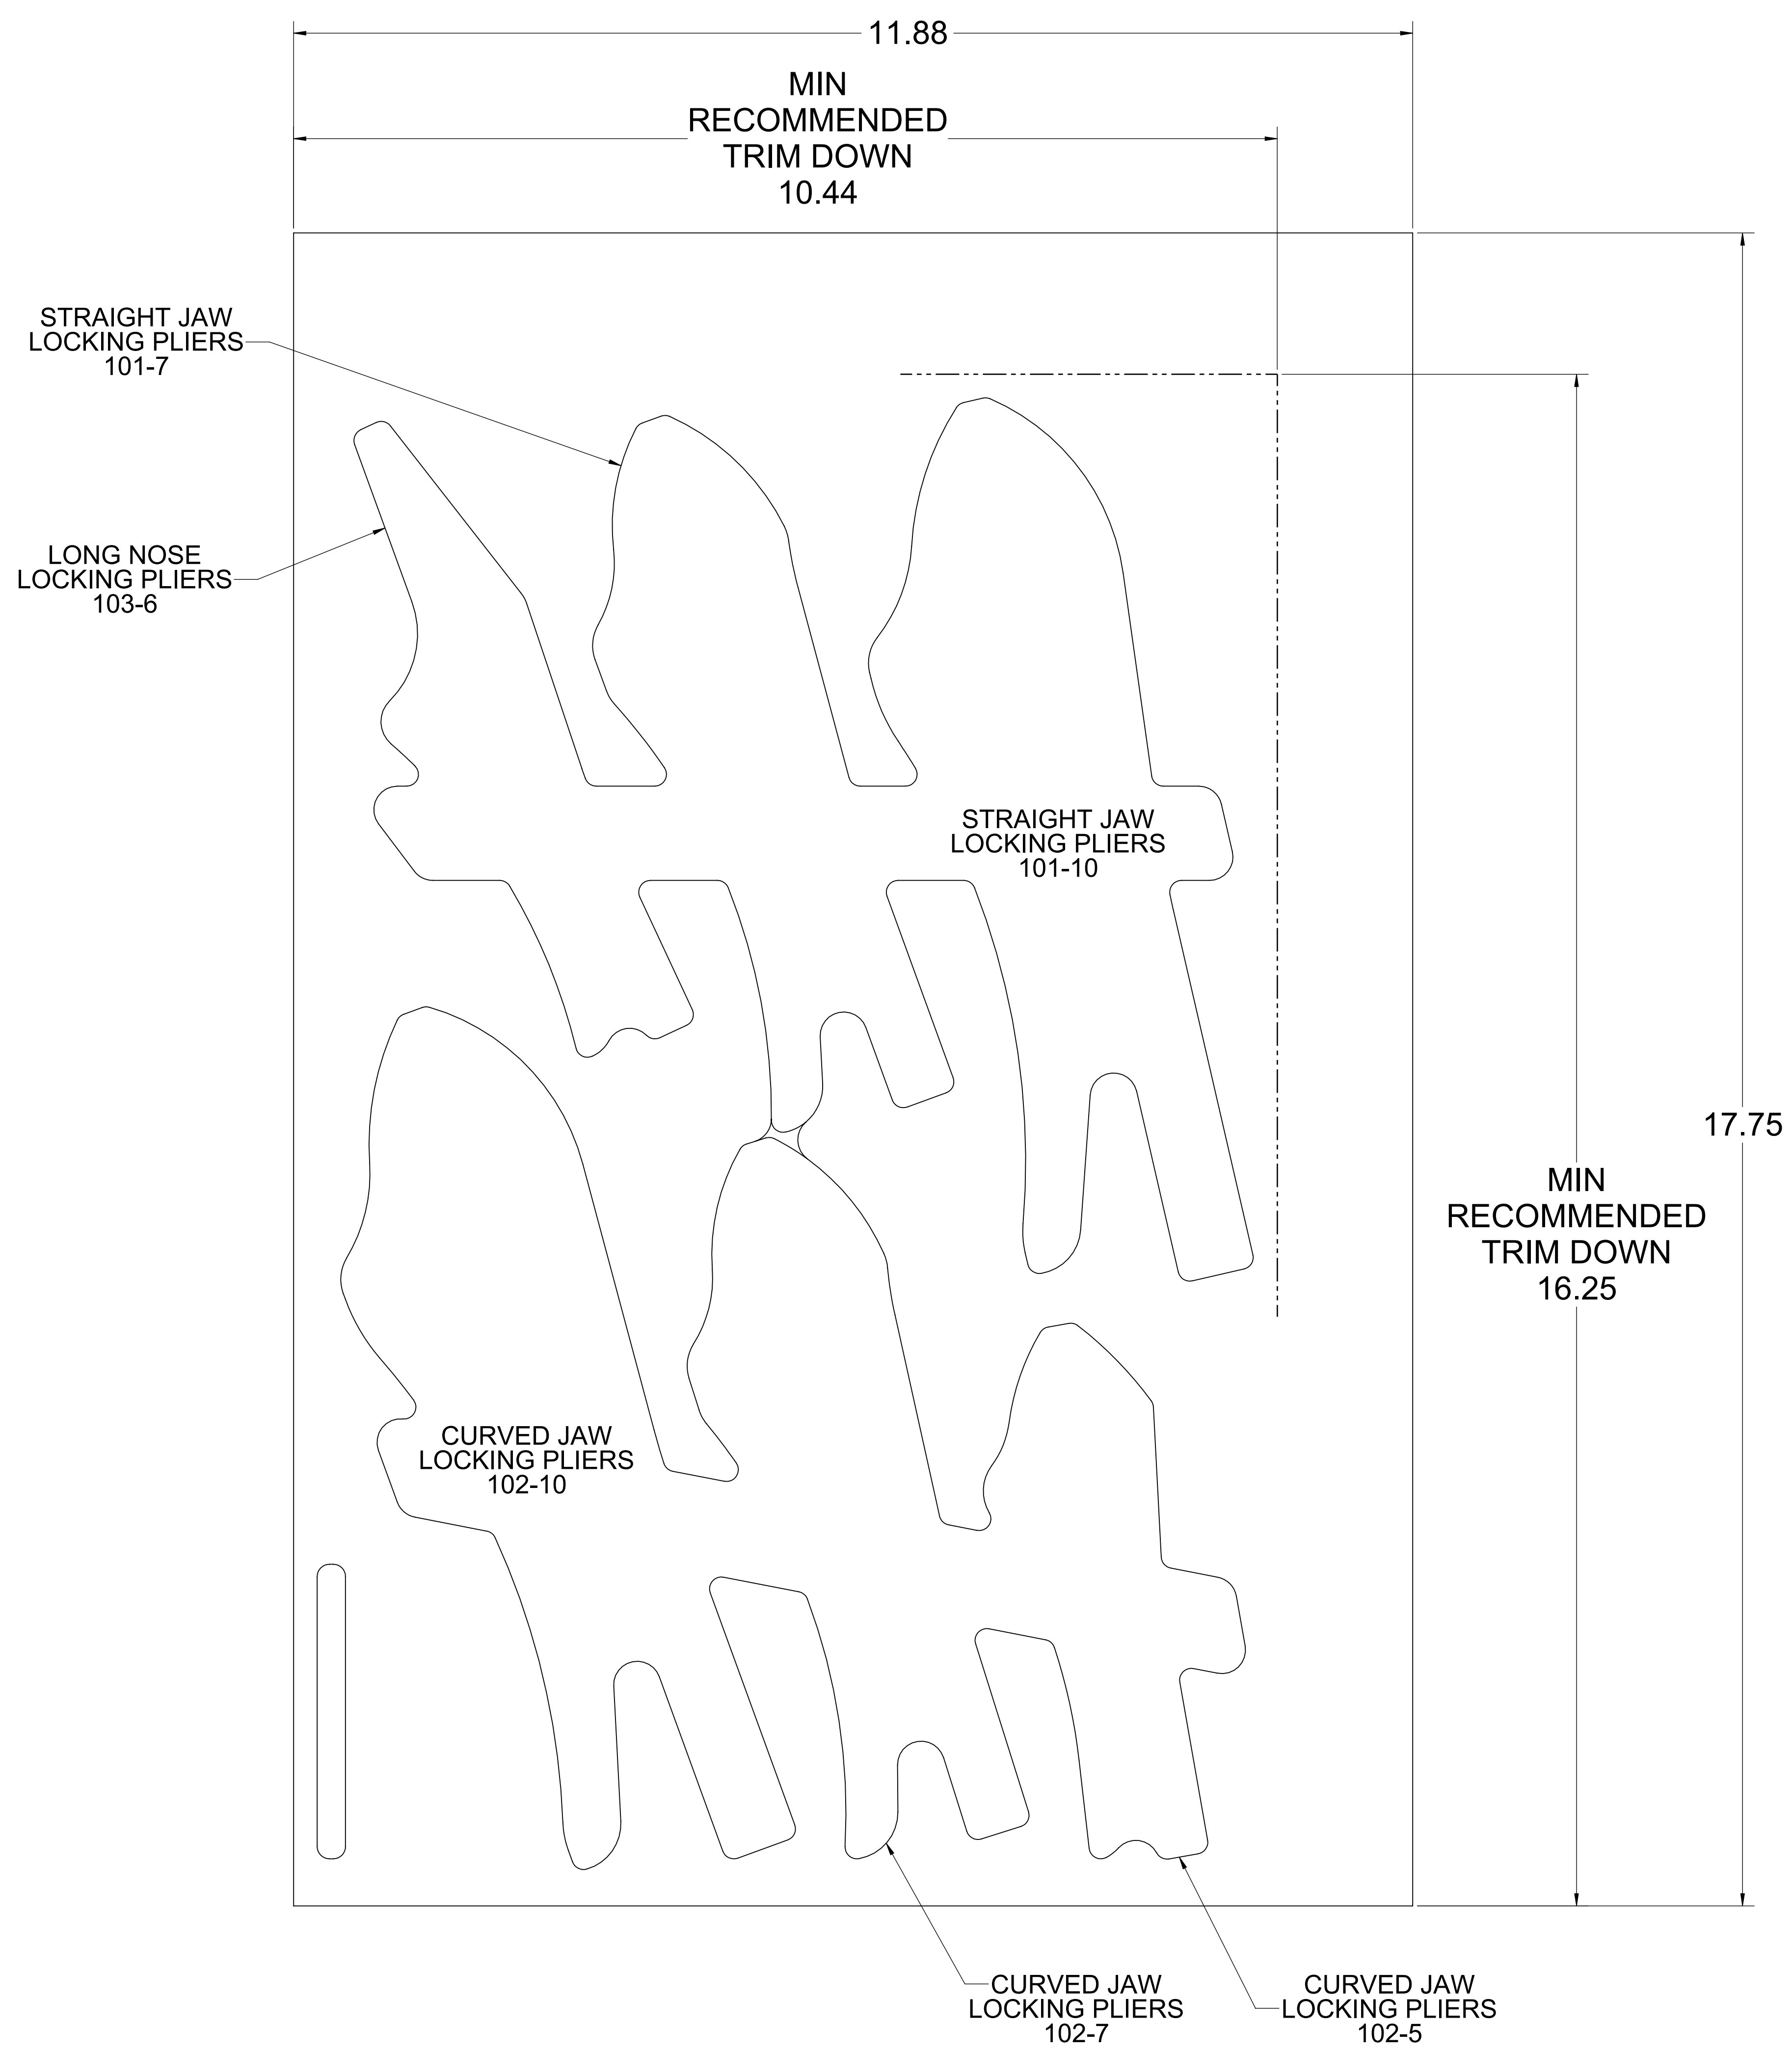 11.88
MIN
RECOMMENDED
TRIM DOWN
10.44
STRAIGHT JAW
LOCKING PLIERS
101-7
LONG NOSE
LOCKING PLIERS
103-6
STRAIGHT JAW
LOCKING PLIERS
101-10
17.75
MIN
RECOMMENDED
TRIM DOWN
16.25
CURVED JAW
LOCKING PLIERS
102-10
CURVED JAW
LOCKING PLIERS
102-7
CURVED JAW
LOCKING PLIERS
102-5